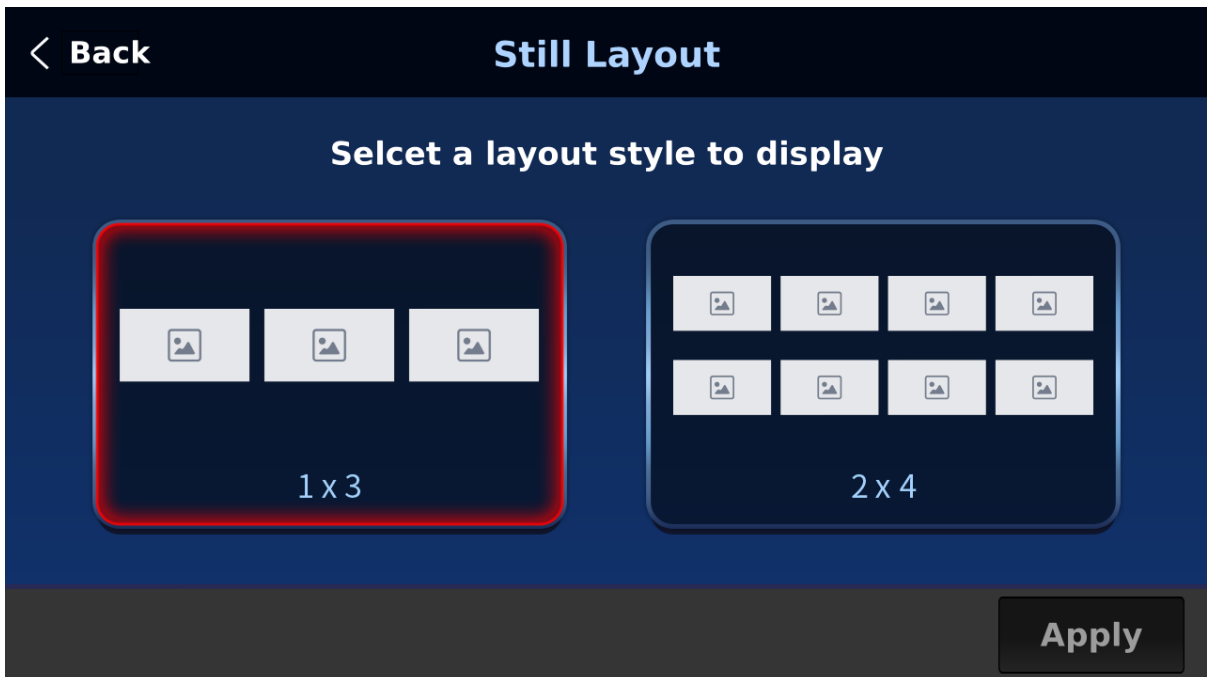 Back
Still Layout
Selcet a layout style to display
1 x 3
2 x 4
Apply